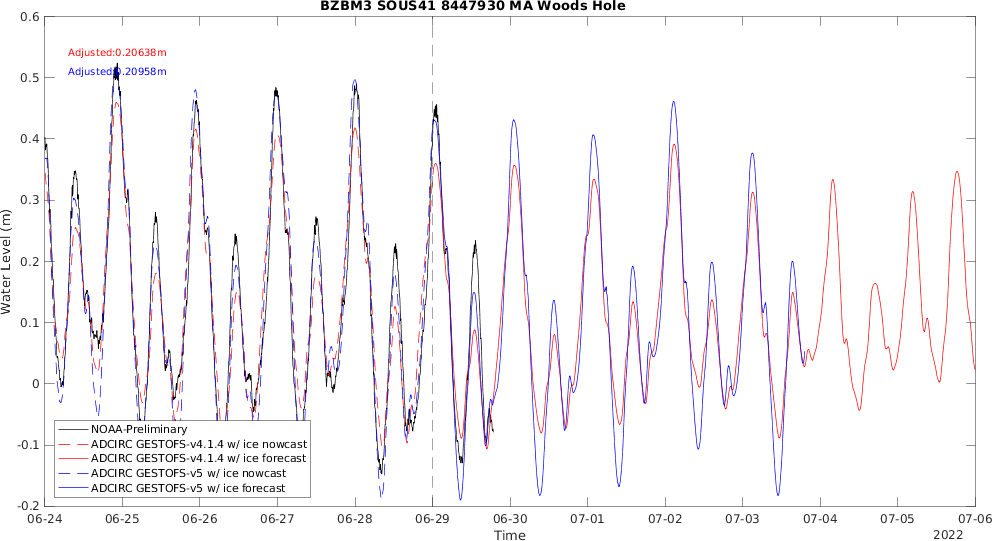 BZBM3 SOUS41 8447930 MA Woods Hole
0.6
0.5
0.4
0.3
0.2
0.1
0
-0.1
-0.2
Water Level (m)
Adjusted:0.20638m
Adjusted:0.20958m
NOAA-Preliminary
ADCIRC GESTOFS-v4.1.4 w/ ice nowcast
ADCIRC GESTOFS-v4.1.4 w/ ice forecast
ADCIRC GESTOFS-v5 w/ ice nowcast
ADCIRC GESTOFS-v5 w/ ice forecast
06-24 06-25 06-26 06-27 06-28 06-29 06-30 07-01 07-02 07-03 07-04 07-05 07-06
Time
2022